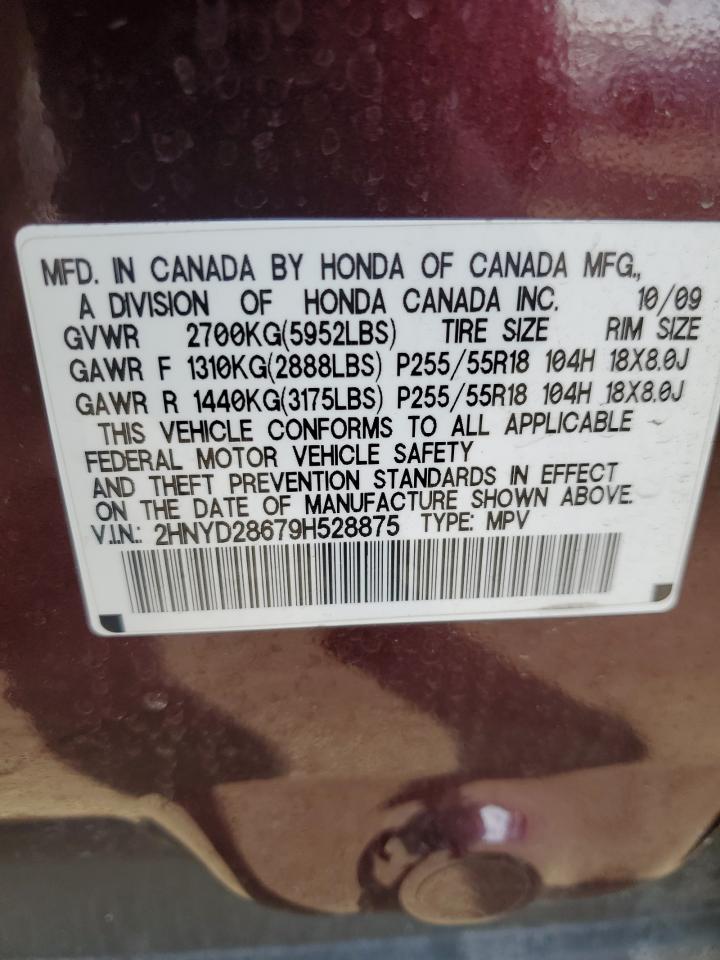 MFD. IN CANADA BY HONDA OF CANADA MFG.,
A DIVISION OF HONDA CANADA INC. 10/09
GVWR 2700KG(5952LBS) TIRE SIZE RIM SIZE
GAWR F 1310KG(2888LBS) P255/55R18 104H 18X8.0J
GAWR R 1440KG(3175LBS) P255/55R18 104H 18X8.0J
THIS VEHICLE CONFORMS TO ALL APPLICABLE
FEDERAL MOTOR VEHICLE SAFETY
AND THEFT PREVENTION STANDARDS IN EFFECT
ON THE DATE OF MANUFACTURE SHOWN ABOVE.
V.I.N.: 2HNYD28679H528875 TYPE: MPV